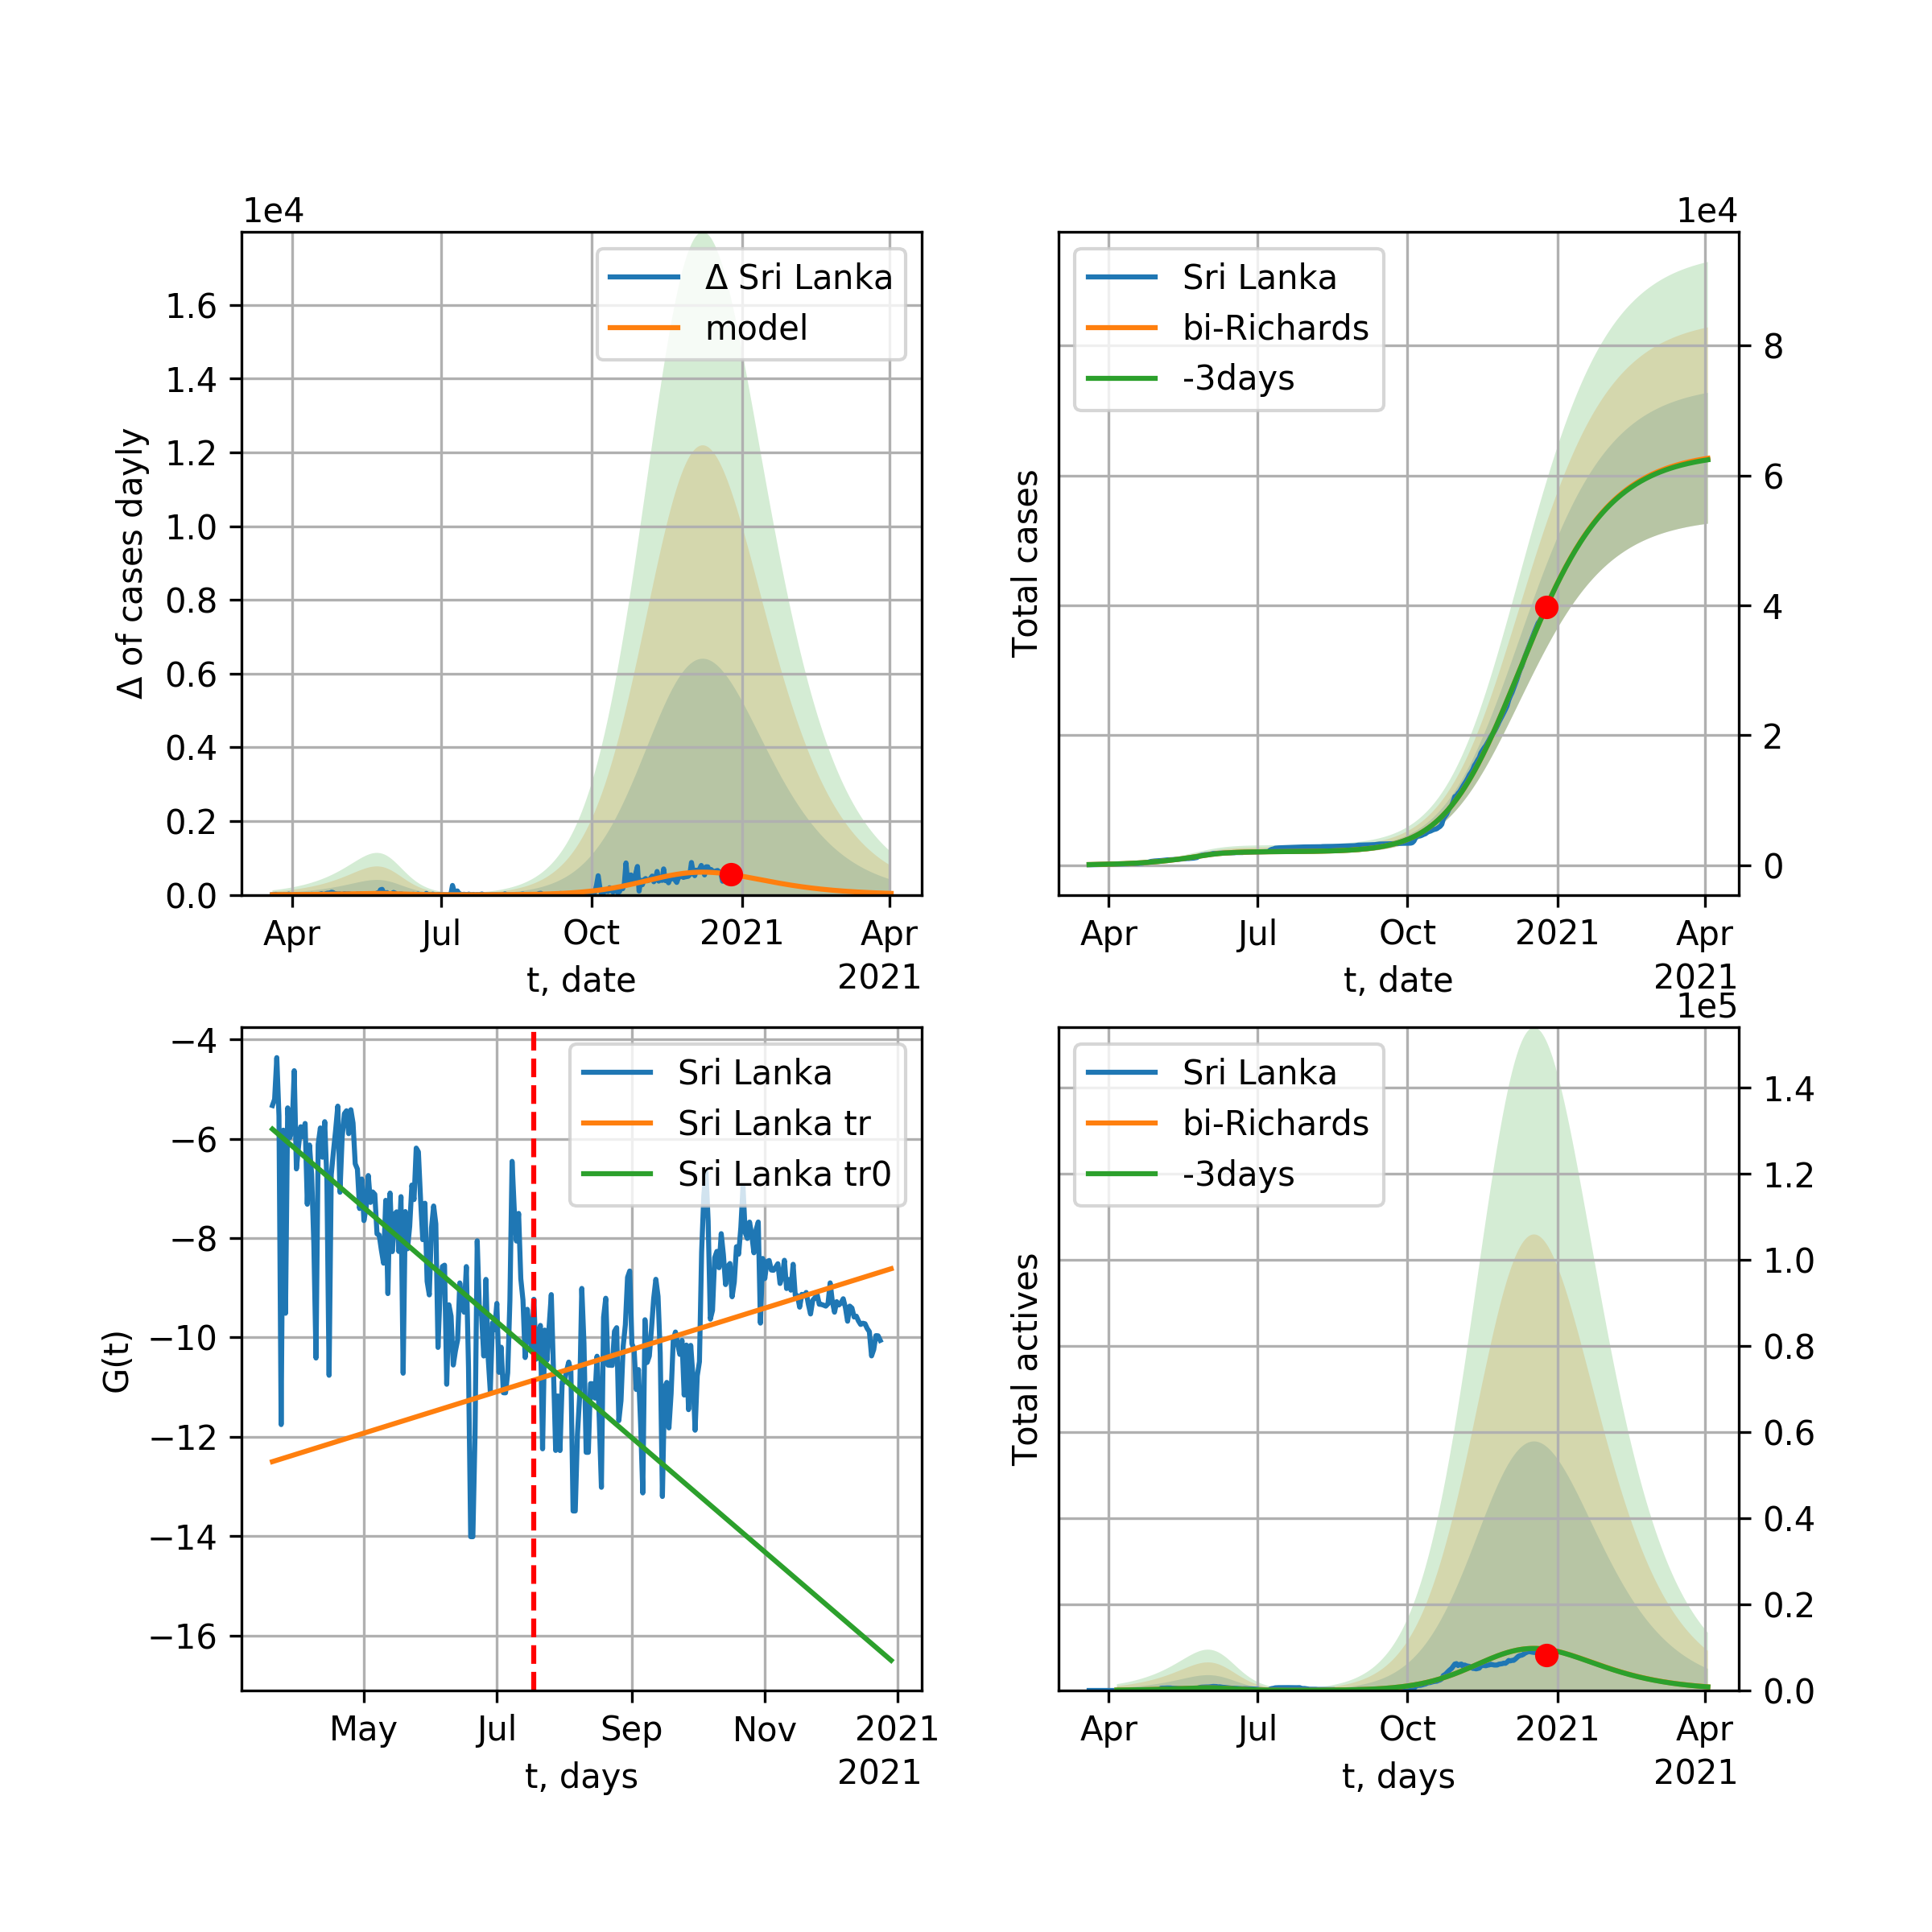 1e4
Δ Sri Lanka
model
1.6
1.4
1.2
1.0
0.8
0.6
0.4
0.2
0.0
Δ of cases dayly
Apr Jul Oct 2021 Apr
t, date 2021
1e4
Sri Lanka
bi-Richards
-3days
8
6
4
2
0
Total cases
Apr Jul Oct 2021 Apr
t, date 2021
−4
−6
−8
−10
−12
−14
−16
G(t)
Sri Lanka
Sri Lanka tr
Sri Lanka tr0
May Jul Sep Nov 2021
t, days 2021
1e5
Sri Lanka
bi-Richards
-3days
1.4
1.2
1.0
0.8
0.6
0.4
0.2
0.0
Total actives
Apr Jul Oct 2021 Apr
t, days 2021